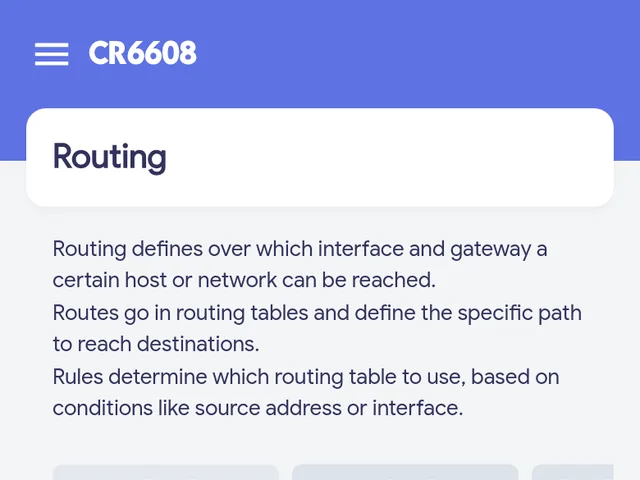 CR6608
Routing
Routing defines over which interface and gateway a
certain host or network can be reached.
Routes go in routing tables and define the specific path
to reach destinations.
Rules determine which routing table to use, based on
conditions like source address or interface.